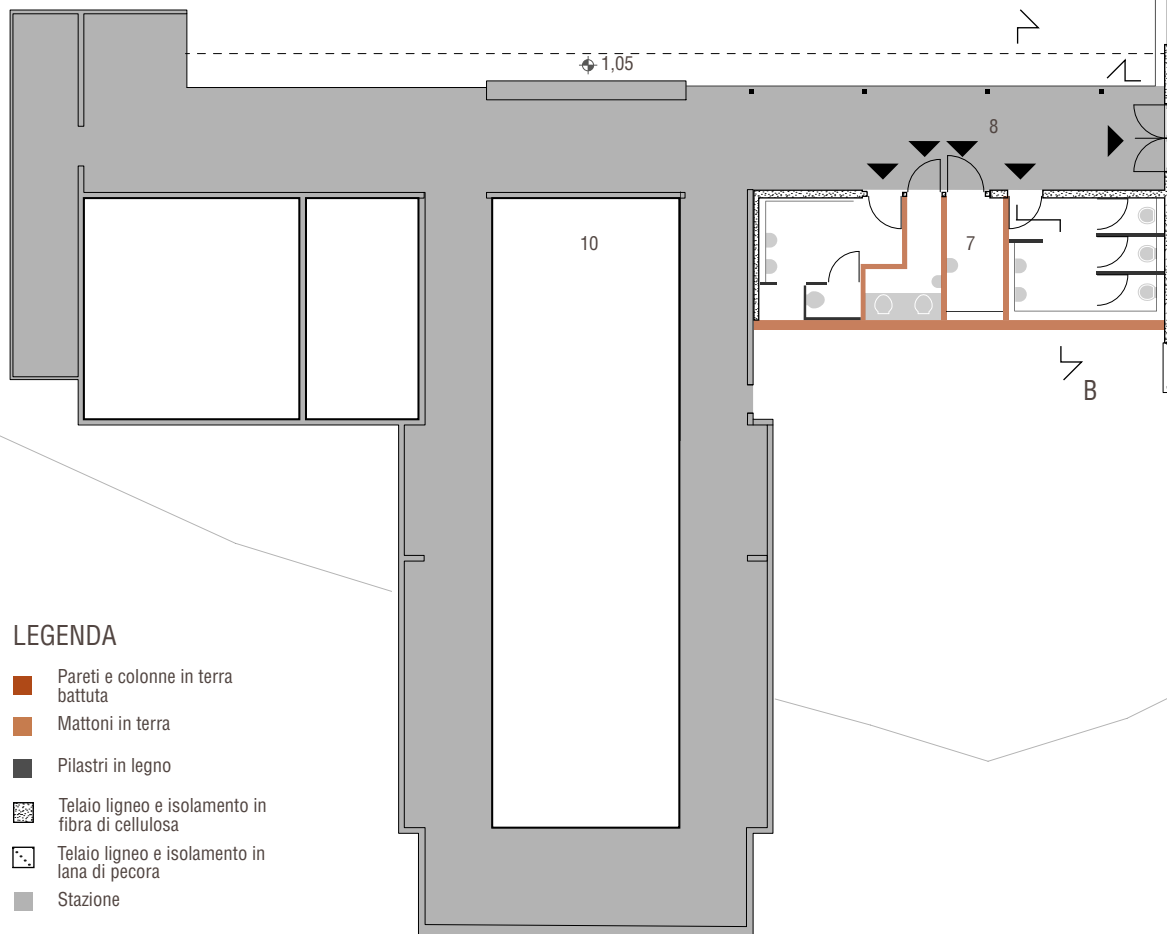 1,05
8
10
7
B
LEGENDA
Pareti e colonne in terra
battuta
Mattoni in terra
Pilastri in legno
Telaio ligneo e isolamento in
fibra di cellulosa
Telaio ligneo e isolamento in
lana di pecora
Stazione